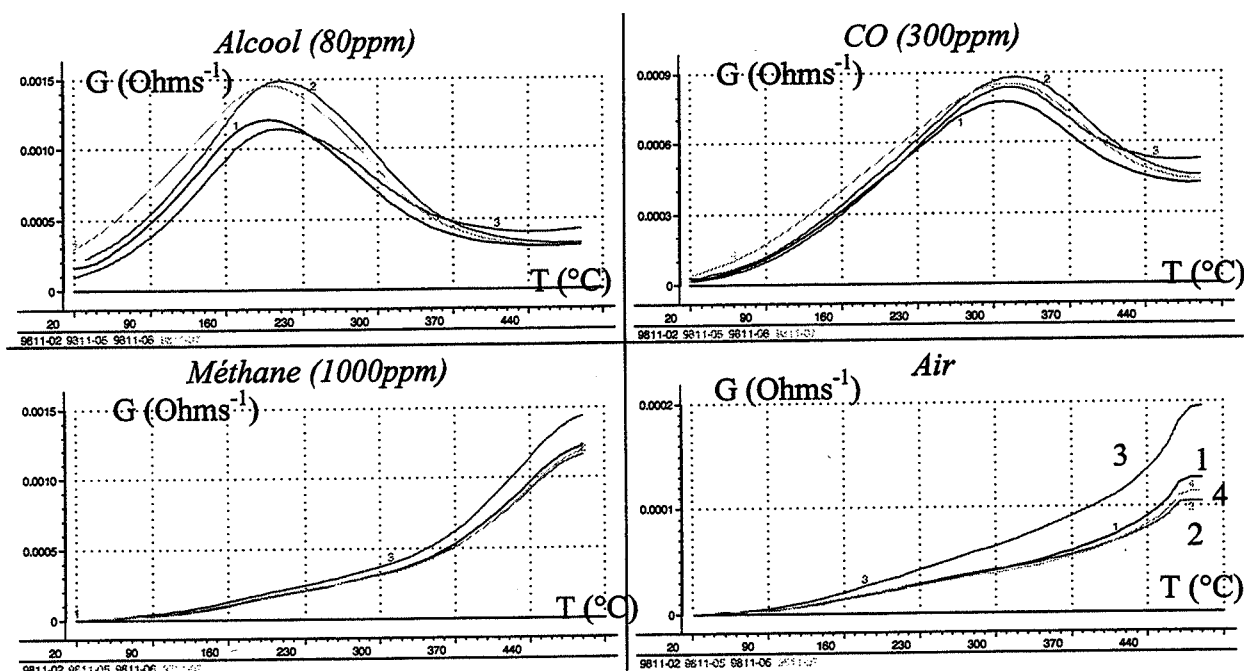 Alcool (80ppm)
G (Ohms-1)
0.0015
0.0010
0.0005
0
2
1
3
T (°C)
20 90 160 230 300 370 440
9811-02 9811-05 9811-06
CO (300ppm)
G (Ohms-1)
0.0009
0.0006
0.0003
0
2
1
3
T (°C)
20 90 160 230 300 370 440
9811-02 9811-05 9811-06
Méthane (1000ppm)
G (Ohms-1)
0.0015
0.0010
0.0005
0
3
1
T (°C)
20 90 160 230 300 370 440
9811-02 9811-05 9811-06
Air
G (Ohms-1)
0.0002
0.0001
0
3
1
4
2
3
1
4
T (°C)
20 90 160 230 300 370 440
9811-02 9811-05 9811-06